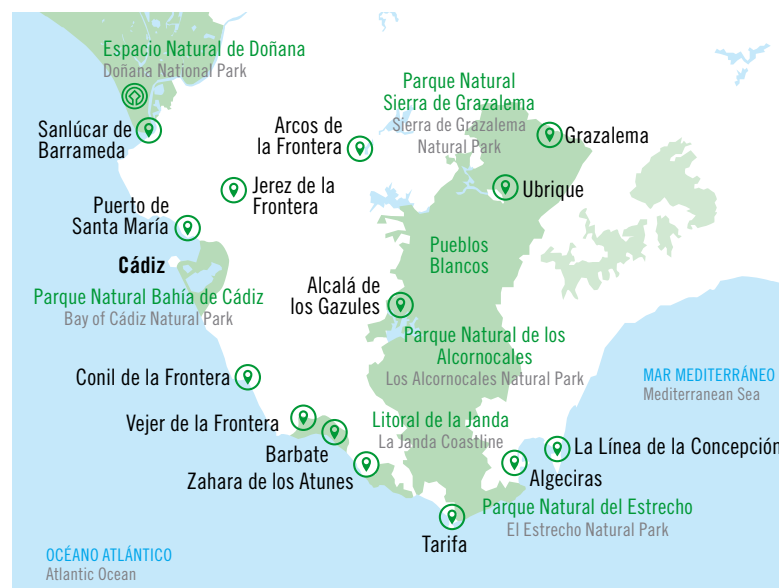 Espacio Natural de Doñana
Doñana National Park
Parque Natural
Sierra de Grazalema
Sierra de Grazalema
Natural Park
Sanlúcar de
Barrameda
Arcos de
la Frontera
Grazalema
Jerez de la
Frontera
Ubrique
Puerto de
Santa María
Pueblos
Blancos
Cádiz
Alcalá de
los Gazules
Parque Natural Bahía de Cádiz
Bay of Cádiz Natural Park
Parque Natural de los
Alcornocales
Los Alcornocales Natural Park
Conil de la Frontera
MAR MEDITERRÁNEO
Mediterranean Sea
Vejer de la Frontera
Litoral de la Janda
La Janda Coastline
Barbate
La Línea de la Concepción
Zahara de los Atunes
Algeciras
Parque Natural del Estrecho
El Estrecho Natural Park
Tarifa
OCÉANO ATLÁNTICO
Atlantic Ocean